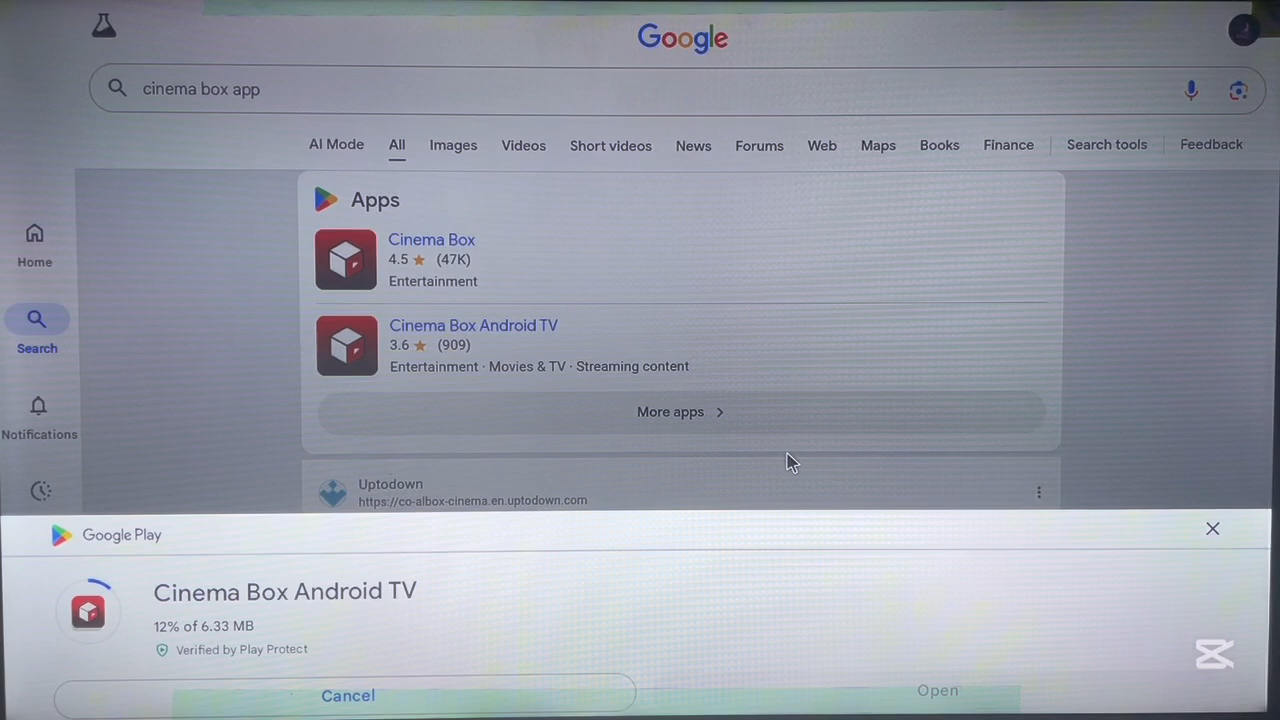 Google
cinema box app
AI Mode All Images Videos Short videos News Forums Web Maps Books Finance Search tools Feedback
Apps
Cinema Box
4.5 ★ (47K)
Entertainment
Cinema Box Android TV
3.6 ★ (909)
Entertainment · Movies & TV · Streaming content
More apps >
Home
Search
Notifications
Uptodown
https://co-albox-cinema.en.uptodown.com
Google Play
Cinema Box Android TV
12% of 6.33 MB
Verified by Play Protect
Cancel Open